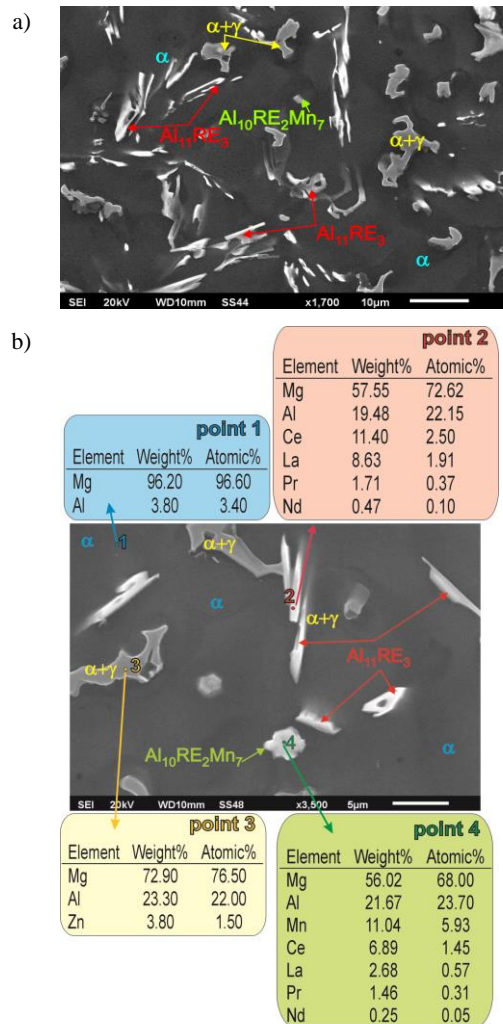 a)
α+γ
α
Al10RE2Mn7
Al11RE3
α+γ
Al11RE3
α
SEI 20kV WD10mm SS44 x1,700 10μm
b)
point 2
Element Weight% Atomic%
Mg 57.55 72.62
Al 19.48 22.15
Ce 11.40 2.50
La 8.63 1.91
Pr 1.71 0.37
Nd 0.47 0.10
point 1
Element Weight% Atomic%
Mg 96.20 96.60
Al 3.80 3.40
α 1
α+γ
α
2
α+γ
α+γ 3
Al11RE3
Al10RE2Mn7
4
α
SEI 20kV WD10mm SS48 x3,500 5μm
point 3
Element Weight% Atomic%
Mg 72.90 76.50
Al 23.30 22.00
Zn 3.80 1.50
point 4
Element Weight% Atomic%
Mg 56.02 68.00
Al 21.67 23.70
Mn 11.04 5.93
Ce 6.89 1.45
La 2.68 0.57
Pr 1.46 0.31
Nd 0.25 0.05